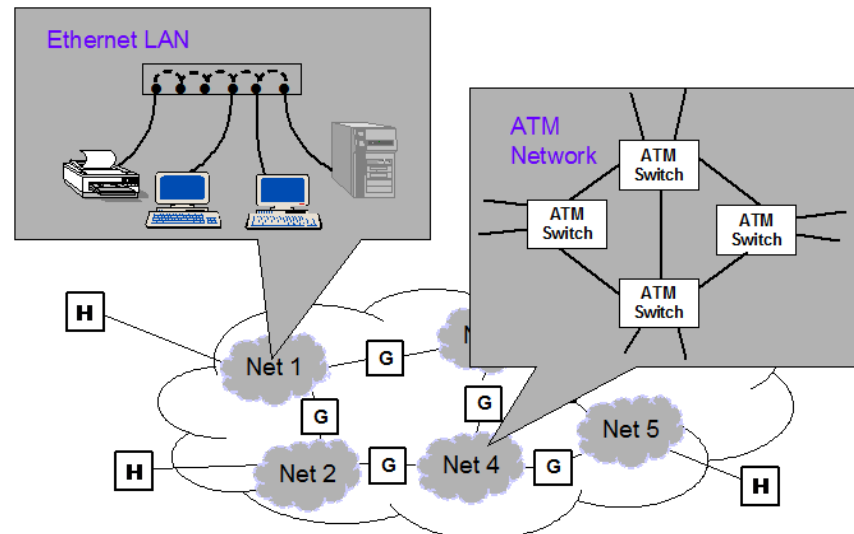 Ethernet LAN
ATM
Network
ATM
Switch
ATM
Switch
ATM
Switch
ATM
Switch
H
Net 1
G
G
G
Net 5
H
Net 2
G
Net 4
G
H